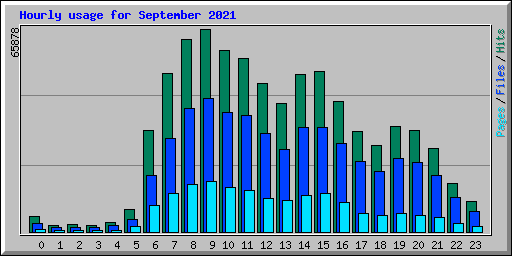 Hourly usage for September 2021
65878
Pages / Files / Hits
0 1 2 3 4 5 6 7 8 9 10 11 12 13 14 15 16 17 18 19 20 21 22 23